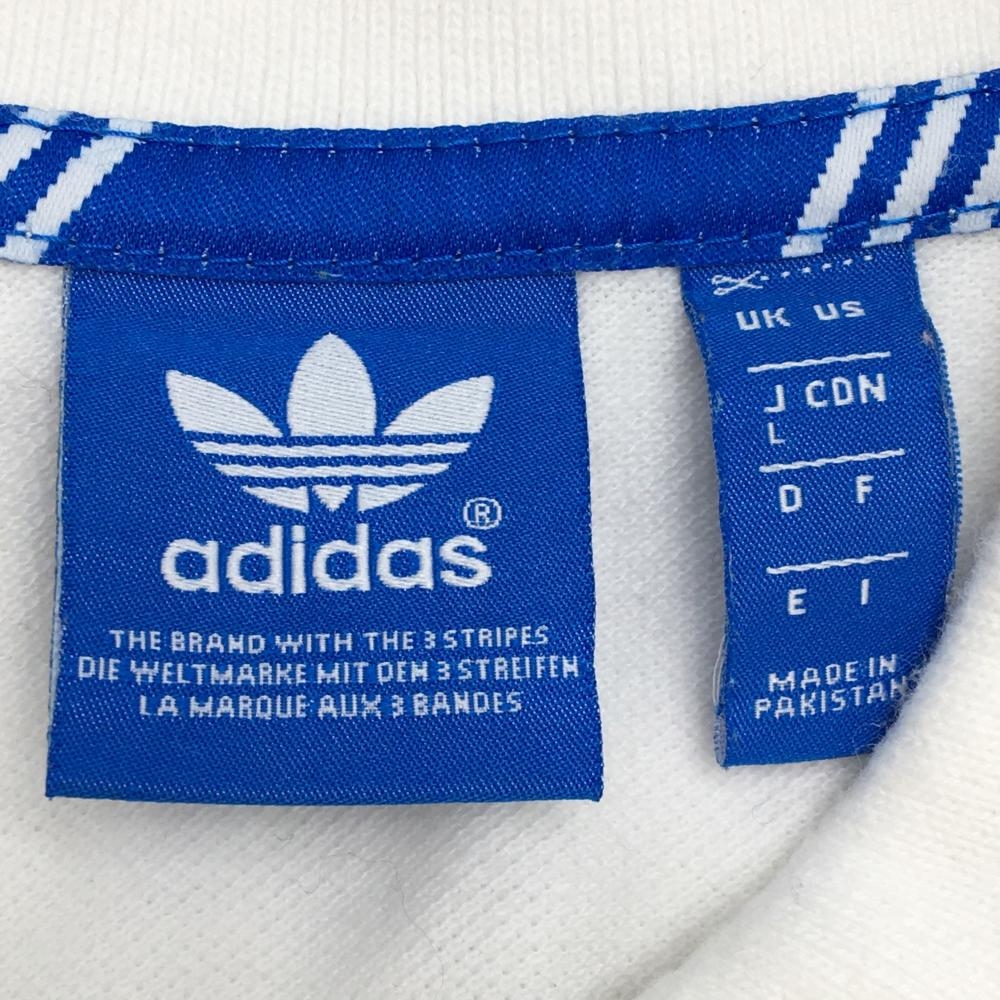 adidas®
THE BRAND WITH THE 3 STRIPES
DIE WELTMARKE MIT DEN 3 STREIFEN
LA MARQUE AUX 3 BANDES
UK US
J CDN
L
D F
E I
MADE IN
PAKISTAN